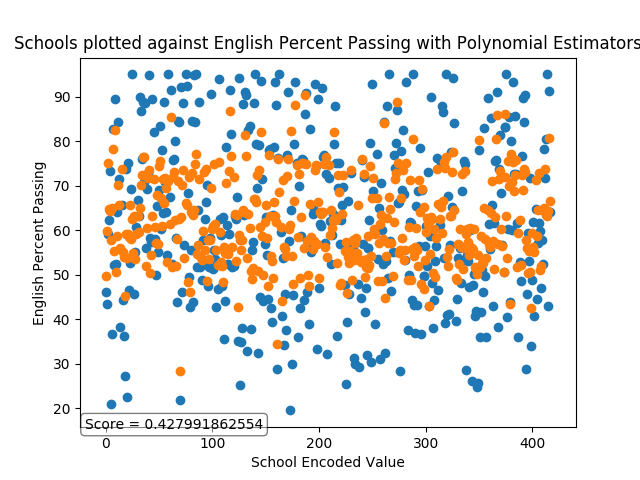 Schools plotted against English Percent Passing with Polynomial Estimators
English Percent Passing
90
80
70
60
50
40
30
20
Score = 0.427991862554
0 100 200 300 400
School Encoded Value